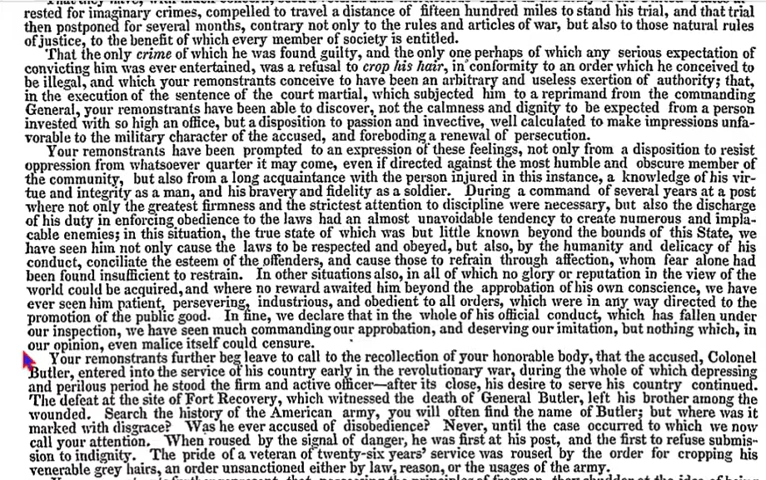 rested for imaginary crimes, compelled to travel a distance of fifteen hundred miles to stand his trial, and that trial
then postponed for several months, contrary not only to the rules and articles of war, but also to those natural rules
of justice, to the benefit of which every member of society is entitled.
That the only crime of which he was found guilty, and the only one perhaps of which any serious expectation of
convicting him was ever entertained, was a refusal to crop his hair, in conformity to an order which he conceived to
be illegal, and which your remonstrants conceive to have been an arbitrary and useless exertion of authority; that,
in the execution of the sentence of the court martial, which subjected him to a reprimand from the commanding
General, your remonstrants have been able to discover, not the calmness and dignity to be expected from a person
invested with so high an office, but a disposition to passion and invective, well calculated to make impressions unfa-
vorable to the military character of the accused, and foreboding a renewal of persecution.
Your remonstrants have been prompted to an expression of these feelings, not only from a disposition to resist
oppression from whatsoever quarter it may come, even if directed against the most humble and obscure member of
the community, but also from a long acquaintance with the person injured in this instance, a knowledge of his vir-
tue and integrity as a man, and his bravery and fidelity as a soldier. During a command of several years at a post
where not only the greatest firmness and the strictest attention to discipline were necessary, but also the discharge
of his duty in enforcing obedience to the laws had an almost unavoidable tendency to create numerous and impla-
cable enemies; in this situation, the true state of which was but little known beyond the bounds of this State, we
have seen him not only cause the laws to be respected and obeyed, but also, by the humanity and delicacy of his
conduct, conciliate the esteem of the offenders, and cause those to refrain through affection, whom fear alone had
been found insufficient to restrain. In other situations also, in all of which no glory or reputation in the view of the
world could be acquired, and where no reward awaited him beyond the approbation of his own conscience, we have
ever seen him patient, persevering, industrious, and obedient to all orders, which were in any way directed to the
promotion of the public good. In fine, we declare that in the whole of his official conduct, which has fallen under
our inspection, we have seen much commanding our approbation, and deserving our imitation, but nothing which, in
our opinion, even malice itself could censure.
Your remonstrants further beg leave to call to the recollection of your honorable body, that the accused, Colonel
Butler, entered into the service of his country early in the revolutionary war, during the whole of which depressing
and perilous period he stood the firm and active officer—after its close, his desire to serve his country continued.
The defeat at the site of Fort Recovery, which witnessed the death of General Butler, left his brother among the
wounded. Search the history of the American army, you will often find the name of Butler; but where was it
marked with disgrace? Was he ever accused of disobedience? Never, until the case occurred to which we now
call your attention. When roused by the signal of danger, he was first at his post, and the first to refuse submis-
sion to indignity. The pride of a veteran of twenty-six years' service was roused by the order for cropping his
venerable grey hairs, an order unsanctioned either by law, reason, or the usages of the army.